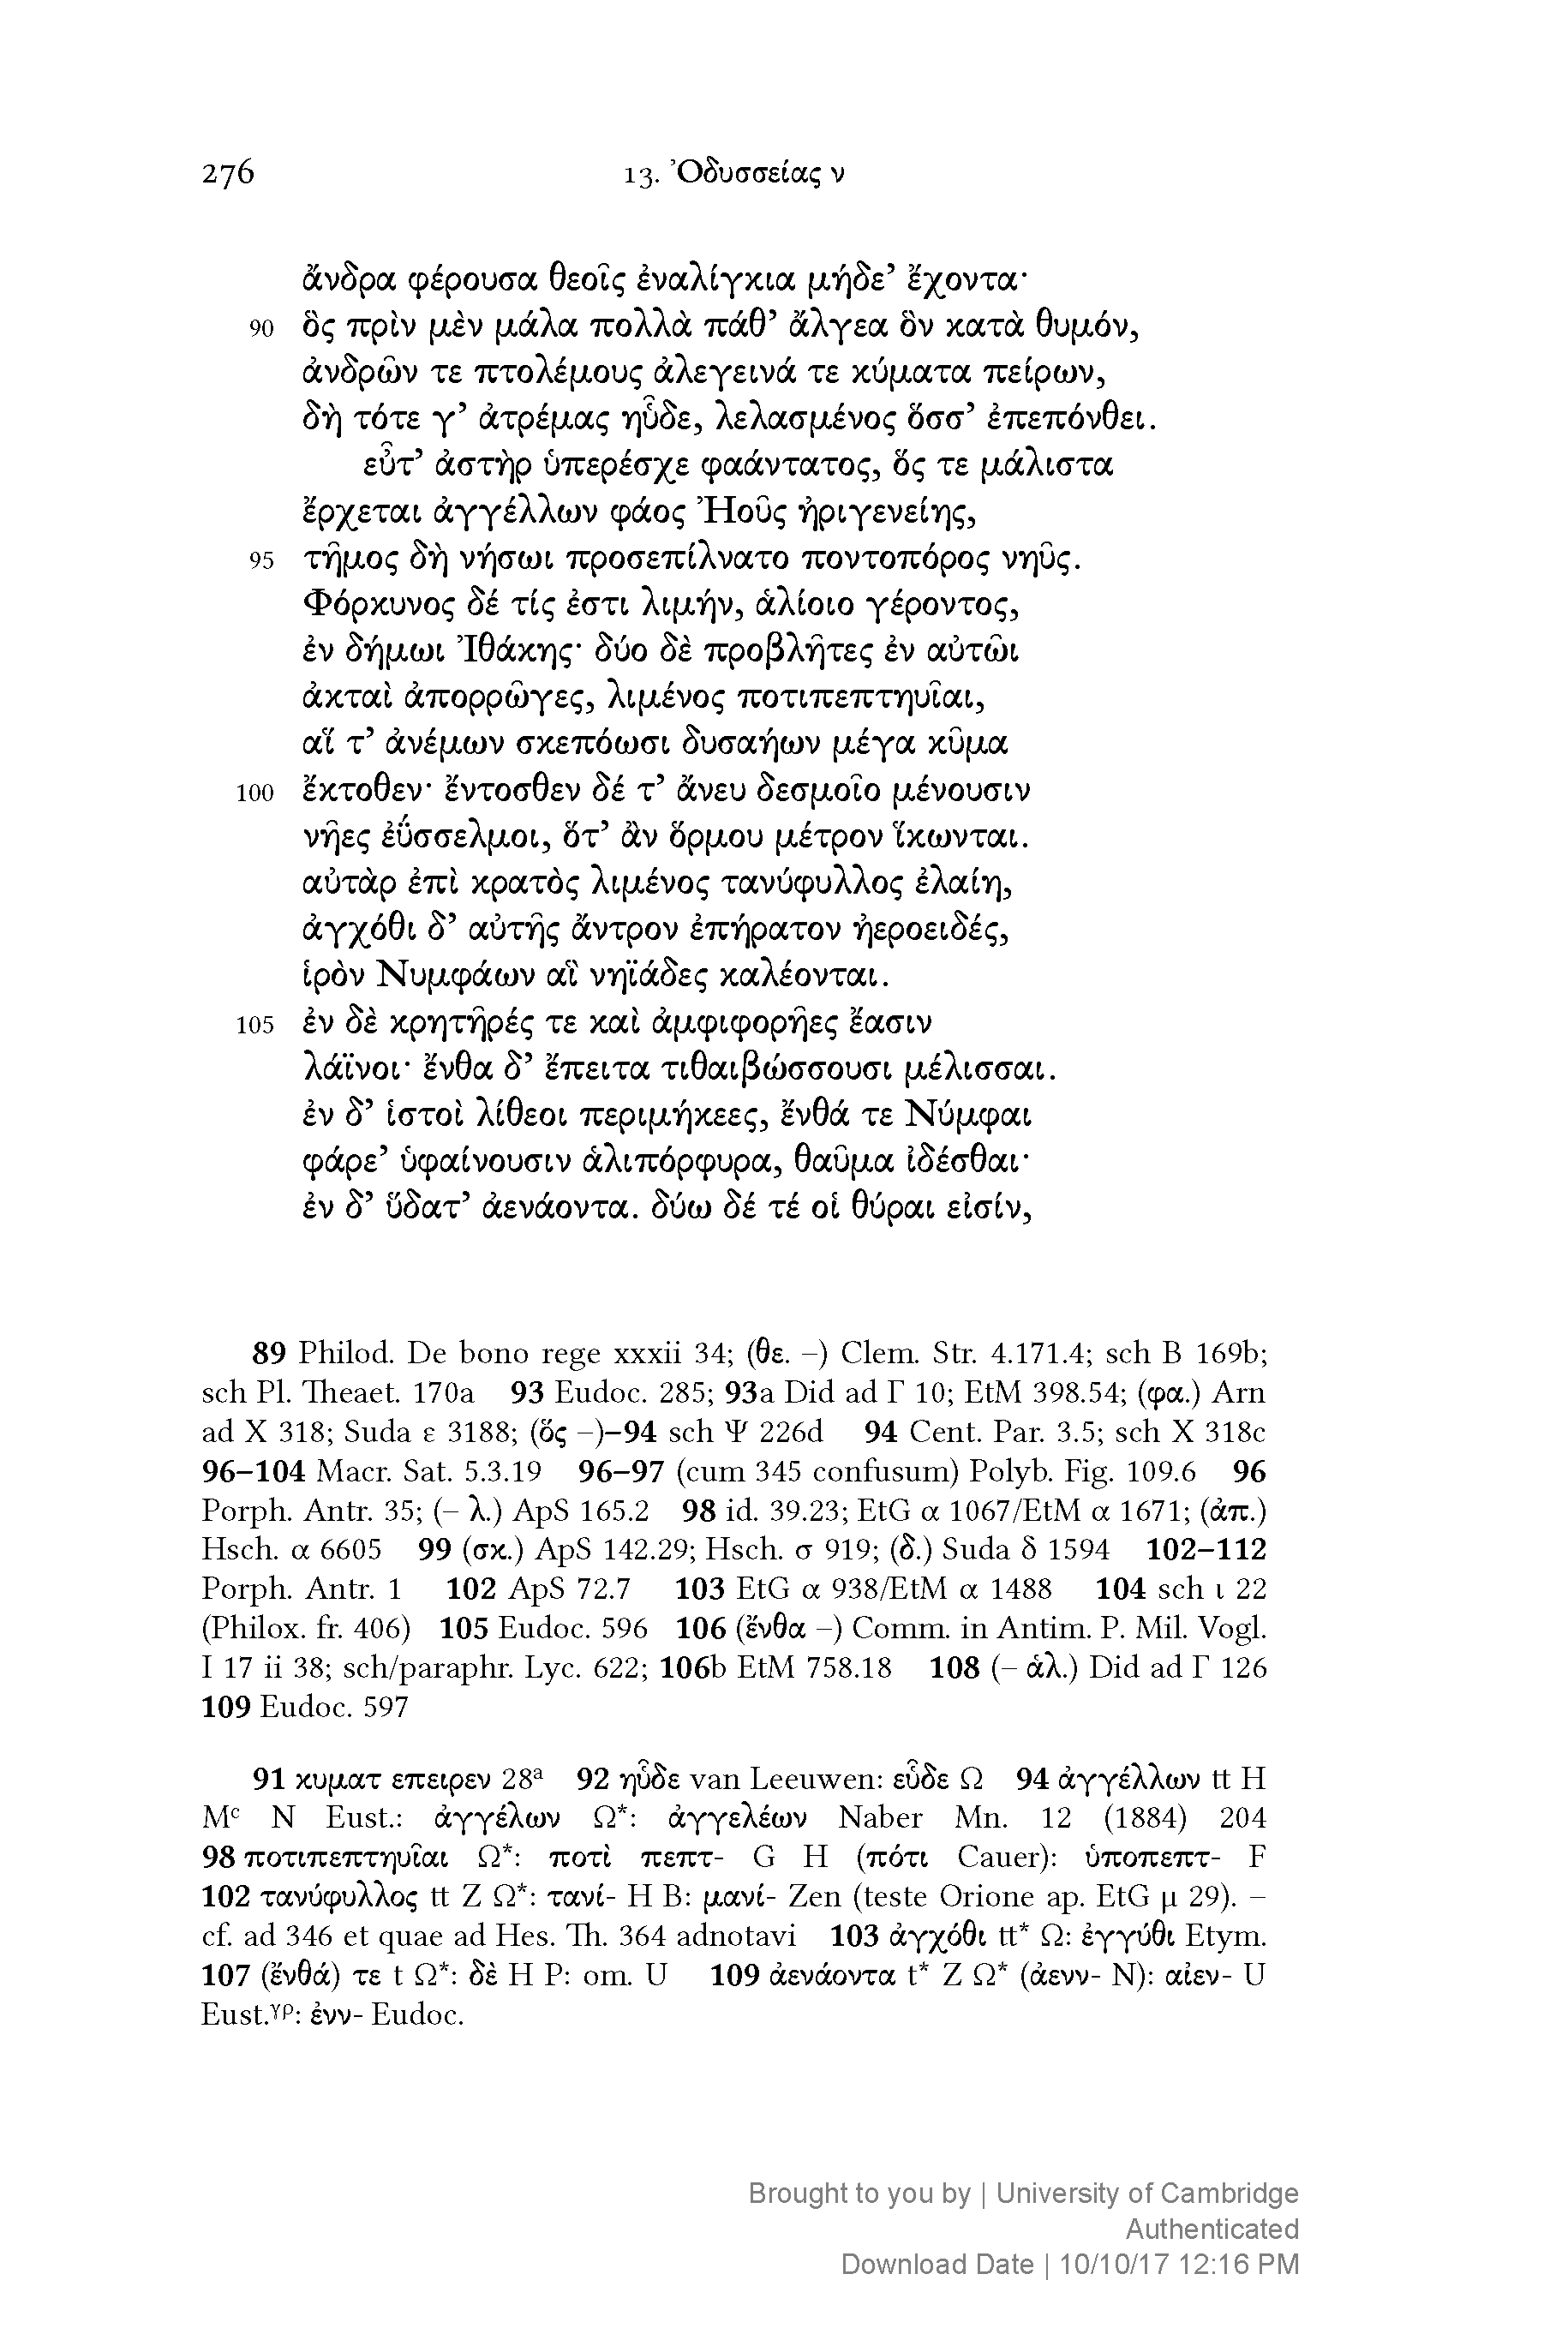 276 13. Ὀδυσσείας ν
ἄνδρα φέρουσα θεοῖς ἐναλίγκια μήδε’ ἔχοντα·
90 ὃς πρὶν μὲν μάλα πολλὰ πάθ’ ἄλγεα ὃν κατὰ θυμόν,
ἀνδρῶν τε πτολέμους ἀλεγεινά τε κύματα πείρων,
δὴ τότε γ’ ἀτρέμας ηὗδε, λελασμένος ὅσσ’ ἐπεπόνθει.
εὖτ’ ἀστὴρ ὑπερέσχε φαάντατος, ὅς τε μάλιστα
ἔρχεται ἀγγέλλων φάος Ἠοῦς ἠριγενείης,
95 τῆμος δὴ νήσωι προσεπίλνατο ποντοπόρος νηῦς.
Φόρκυνος δέ τίς ἐστι λιμήν, ἁλίοιο γέροντος,
ἐν δήμωι Ἰθάκης· δύο δὲ προβλῆτες ἐν αὐτῶι
ἀκταὶ ἀπορρῶγες, λιμένος ποτιπεπτηυῖαι,
αἵ τ’ ἀνέμων σκεπόωσι δυσαήων μέγα κῦμα
100 ἔκτοθεν· ἔντοσθεν δέ τ’ ἄνευ δεσμοῖο μένουσιν
νῆες ἐΰσσελμοι, ὅτ’ ἂν ὅρμου μέτρον ἵκωνται.
αὐτὰρ ἐπὶ κρατὸς λιμένος τανύφυλλος ἐλαίη,
ἀγχόθι δ’ αὐτῆς ἄντρον ἐπήρατον ἠεροειδές,
ἱρὸν Νυμφάων αἳ νηϊάδες καλέονται.
105 ἐν δὲ κρητῆρές τε καὶ ἀμφιφορῆες ἔασιν
λάϊνοι· ἔνθα δ’ ἔπειτα τιθαιβώσσουσι μέλισσαι.
ἐν δ’ ἱστοὶ λίθεοι περιμήκεες, ἔνθά τε Νύμφαι
φάρε’ ὑφαίνουσιν ἁλιπόρφυρα, θαῦμα ἰδέσθαι·
ἐν δ’ ὕδατ’ ἀενάοντα. δύω δέ τέ οἱ θύραι εἰσίν,
89 Philod. De bono rege xxxii 34; (θε. –) Clem. Str. 4.171.4; sch B 169b;
sch Pl. Theaet. 170a 93 Eudoc. 285; 93a Did ad Γ 10; EtM 398.54; (φα.) Arn
ad X 318; Suda ε 3188; (ὅς –)–94 sch Ψ 226d 94 Cent. Par. 3.5; sch X 318c
96–104 Macr. Sat. 5.3.19 96–97 (cum 345 confusum) Polyb. Fig. 109.6 96
Porph. Antr. 35; (– λ.) ApS 165.2 98 id. 39.23; EtG α 1067/EtM α 1671; (ἀπ.)
Hsch. α 6605 99 (σκ.) ApS 142.29; Hsch. σ 919; (δ.) Suda δ 1594 102–112
Porph. Antr. 1 102 ApS 72.7 103 EtG α 938/EtM α 1488 104 sch ι 22
(Philox. fr. 406) 105 Eudoc. 596 106 (ἔνθα –) Comm. in Antim. P. Mil. Vogl.
I 17 ii 38; sch/paraphr. Lyc. 622; 106b EtM 758.18 108 (– ἁλ.) Did ad Γ 126
109 Eudoc. 597
91 κυματ επειρεν 28ᵃ 92 ηὗδε van Leeuwen: εὗδε Ω 94 ἀγγέλλων tt H
Mᶜ N Eust.: ἀγγέλων Ω*: ἀγγελέων Naber Mn. 12 (1884) 204
98 ποτιπεπτηυῖαι Ω*: ποτὶ πεπτ- G H (πότι Cauer): ὑποπεπτ- F
102 τανύφυλλος tt Z Ω*: τανί- H B: μανί- Zen (teste Orione ap. EtG μ 29). –
cf. ad 346 et quae ad Hes. Th. 364 adnotavi 103 ἀγχόθι tt* Ω: ἐγγύθι Etym.
107 (ἔνθά) τε t Ω*: δὲ H P: om. U 109 ἀενάοντα t* Z Ω* (ἀενν- N): αἰεν- U
Eust.ᵞᵖ: ἐνν- Eudoc.
Brought to you by | University of Cambridge
Authenticated
Download Date | 10/10/17 12:16 PM